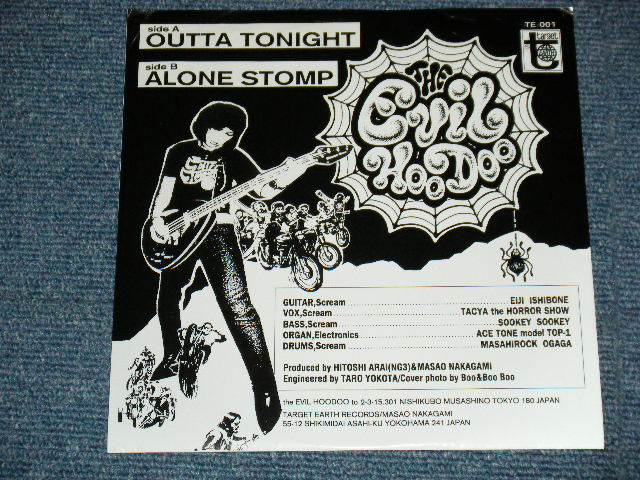 side A
OUTTA TONIGHT
side B
ALONE STOMP
TE 001
target
EARTH
THE
Evil
HooDoo
GUITAR,Scream EIJI ISHIBONE
VOX,Scream TACYA the HORROR SHOW
BASS,Scream SOOKEY SOOKEY
ORGAN,Electronics ACE TONE model TOP-1
DRUMS,Scream MASAHIROCK OGAGA
Produced by HITOSHI ARAI(NG3)&MASAO NAKAGAMI
Engineered by TARO YOKOTA/Cover photo by Boo&Boo Boo
the EVIL HOODOO to 2-3-15.301 NISHIKUBO MUSASHINO TOKYO 180 JAPAN
TARGET EARTH RECORDS/MASAO NAKAGAMI
55-12 SHIKIMIDAI ASAHI-KU YOKOHAMA 241 JAPAN